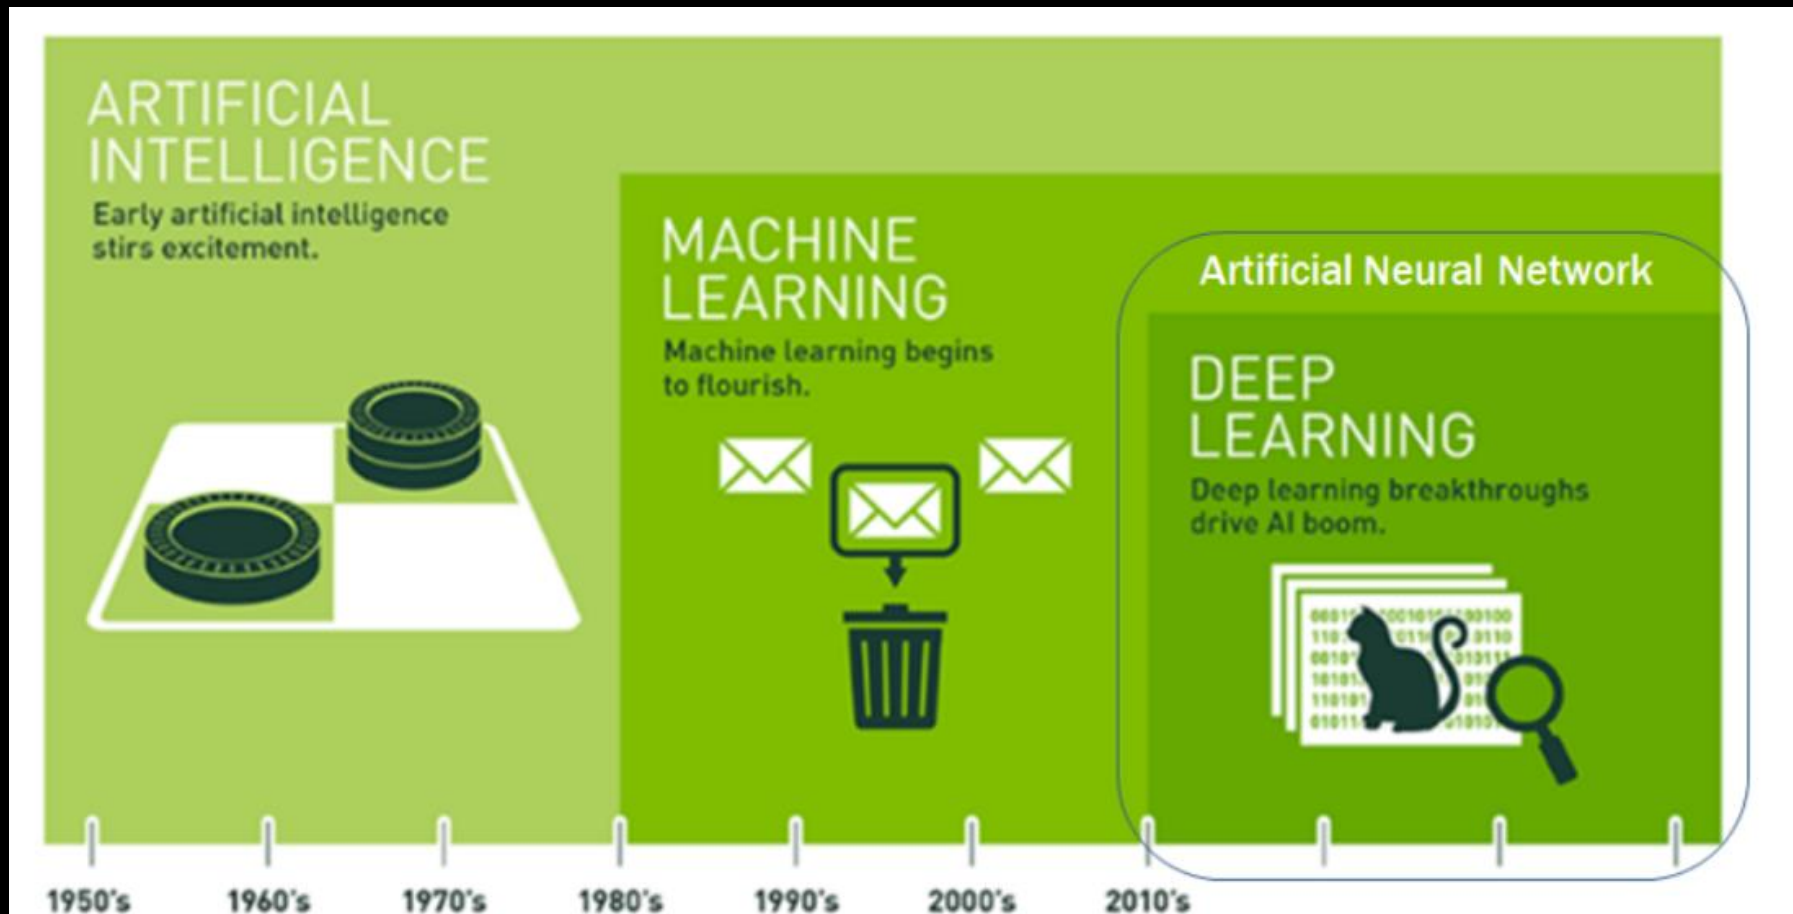 ARTIFICIAL
INTELLIGENCE
Early artificial intelligence
stirs excitement.
MACHINE
LEARNING
Machine learning begins
to flourish.
Artificial Neural Network
DEEP
LEARNING
Deep learning breakthroughs
drive AI boom.
1950's
1960's
1970's
1980's
1990's
2000's
2010's